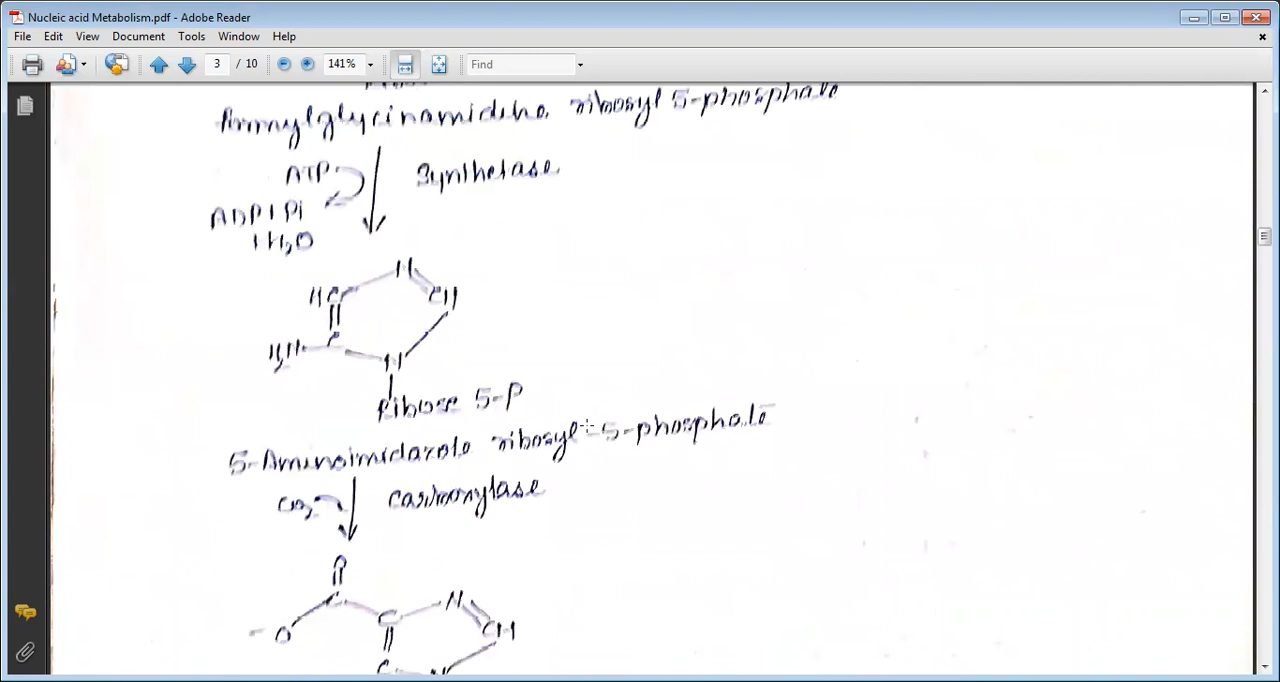 Nucleic acid Metabolism.pdf - Adobe Reader
File Edit View Document Tools Window Help
3 / 10 141% Find
Formylglycinamidine ribosyl 5-phosphate
ATP Synthetase
ADP+Pi
+H₂O
N
HC CH
C
H₂N N
Ribose 5-P
5-Aminoimidazole ribosyl-5-phosphate
CO₂ Carboxylase
O
C N
C
O CH
C N